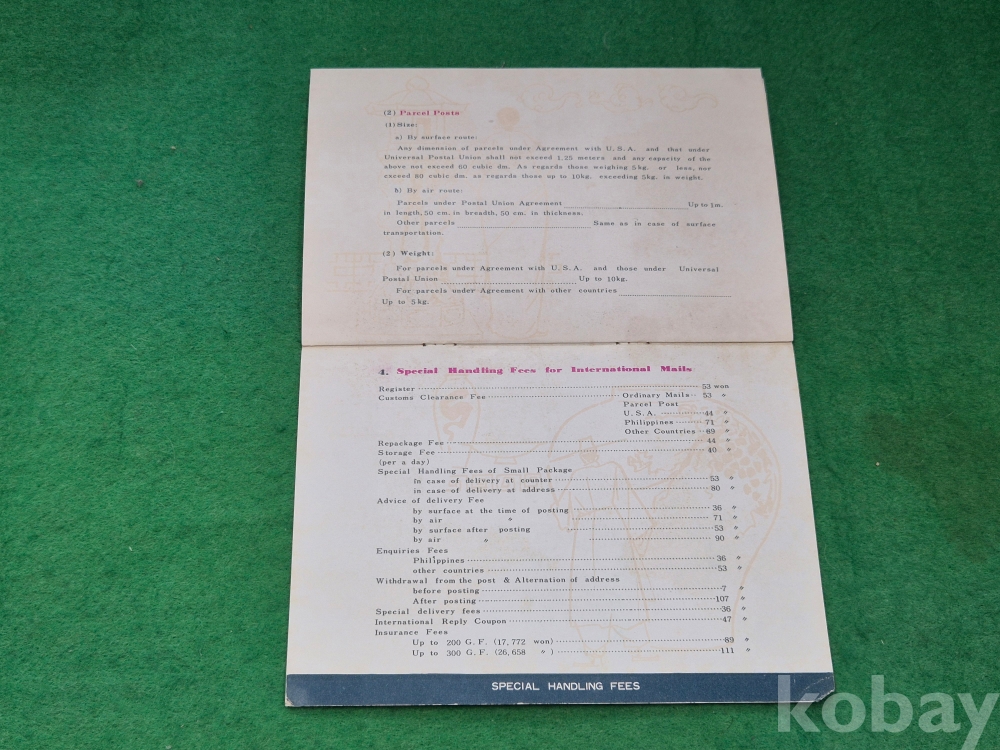 (2) Parcel Posts
(1) Size:
a) By surface route:
Any dimension of parcels under Agreement with U.S.A. and that under
Universal Postal Union shall not exceed 1.25 meters and any capacity of the
above not exceed 60 cubic dm. As regards those weighing 5kg. or less, nor
exceed 80 cubic dm. as regards those up to 10kg. exceeding 5kg. in weight.
b) By air route:
Parcels under Postal Union Agreement Up to 1m.
in length, 50 cm. in breadth, 50 cm. in thickness.
Other parcels Same as in case of surface
transportation.
(2) Weight:
For parcels under Agreement with U.S.A. and those under Universal
Postal Union Up to 10kg.
For parcels under Agreement with other countries
Up to 5kg.
4. Special Handling Fees for International Mails
Register 53 won
Customs Clearance Fee Ordinary Mails 53 〃
Parcel Post
U.S.A. 44 〃
Philippines 71 〃
Other Countries 89 〃
Repackage Fee 44 〃
Storage Fee 40 〃
(per a day)
Special Handling Fees of Small Package
in case of delivery at counter 53 〃
in case of delivery at address 80 〃
Advice of delivery Fee
by surface at the time of posting 36 〃
by air 〃 71 〃
by surface after posting 53 〃
by air 〃 90 〃
Enquiries Fees
Philippines 36 〃
other countries 53 〃
Withdrawal from the post & Alternation of address
before posting 7 〃
After posting 107 〃
Special delivery fees 36 〃
International Reply Coupon 47 〃
Insurance Fees
Up to 200 G.F. (17,772 won) 89 〃
Up to 300 G.F. (26,658 〃 ) 111 〃
SPECIAL HANDLING FEES
kobay